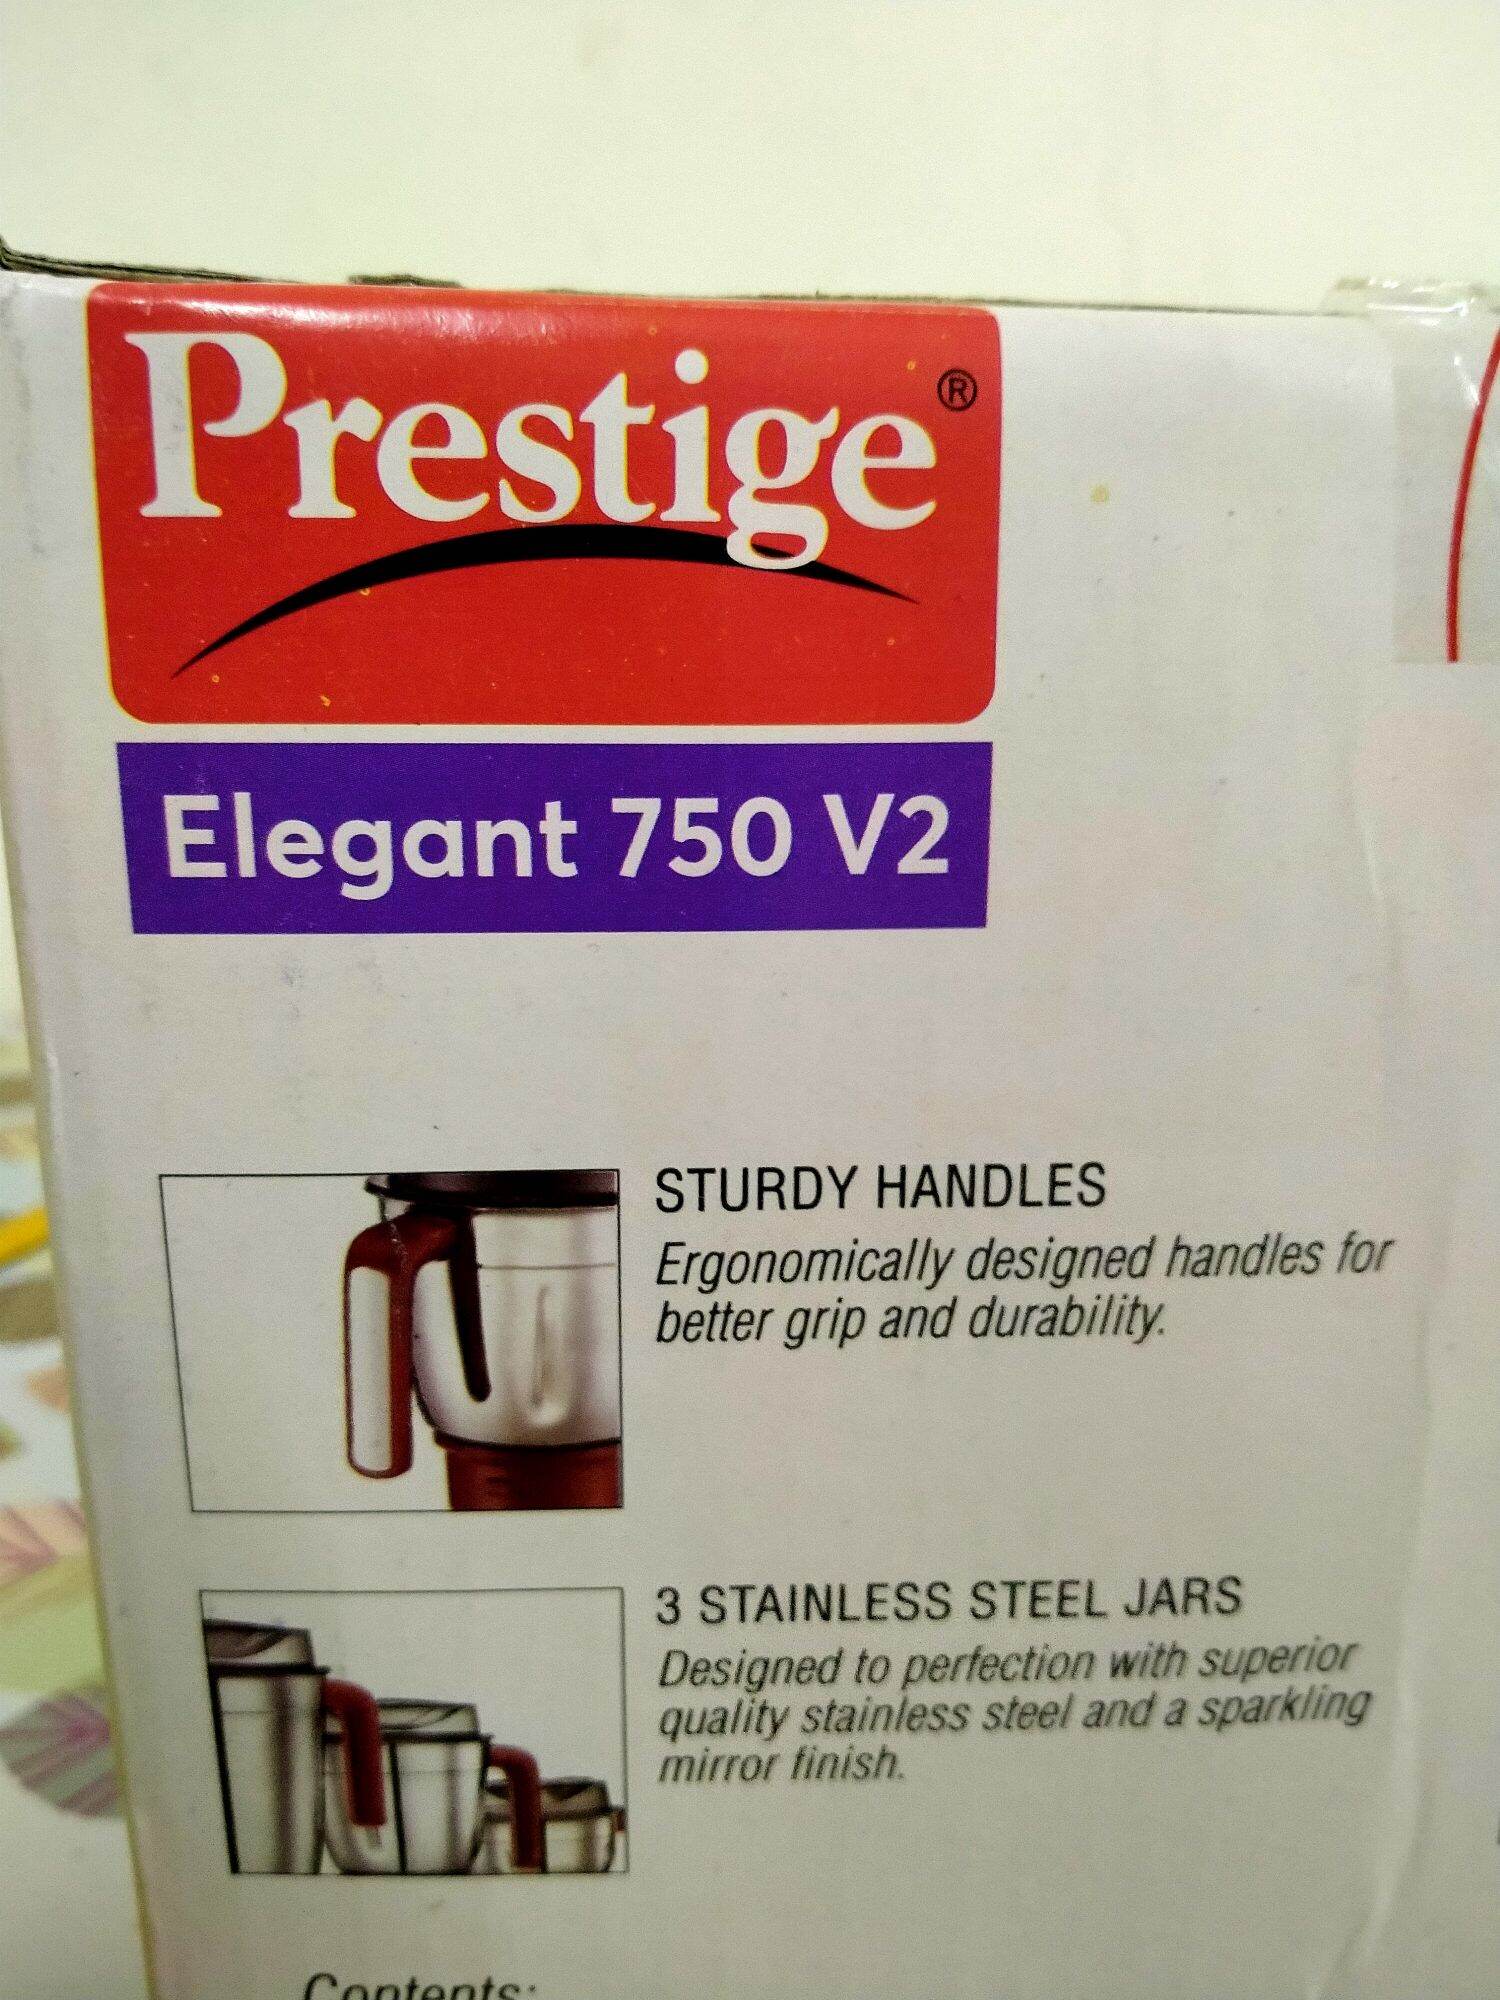 Prestige®
Elegant 750 V2
STURDY HANDLES
Ergonomically designed handles for
better grip and durability.
3 STAINLESS STEEL JARS
Designed to perfection with superior
quality stainless steel and a sparkling
mirror finish.
Contents: